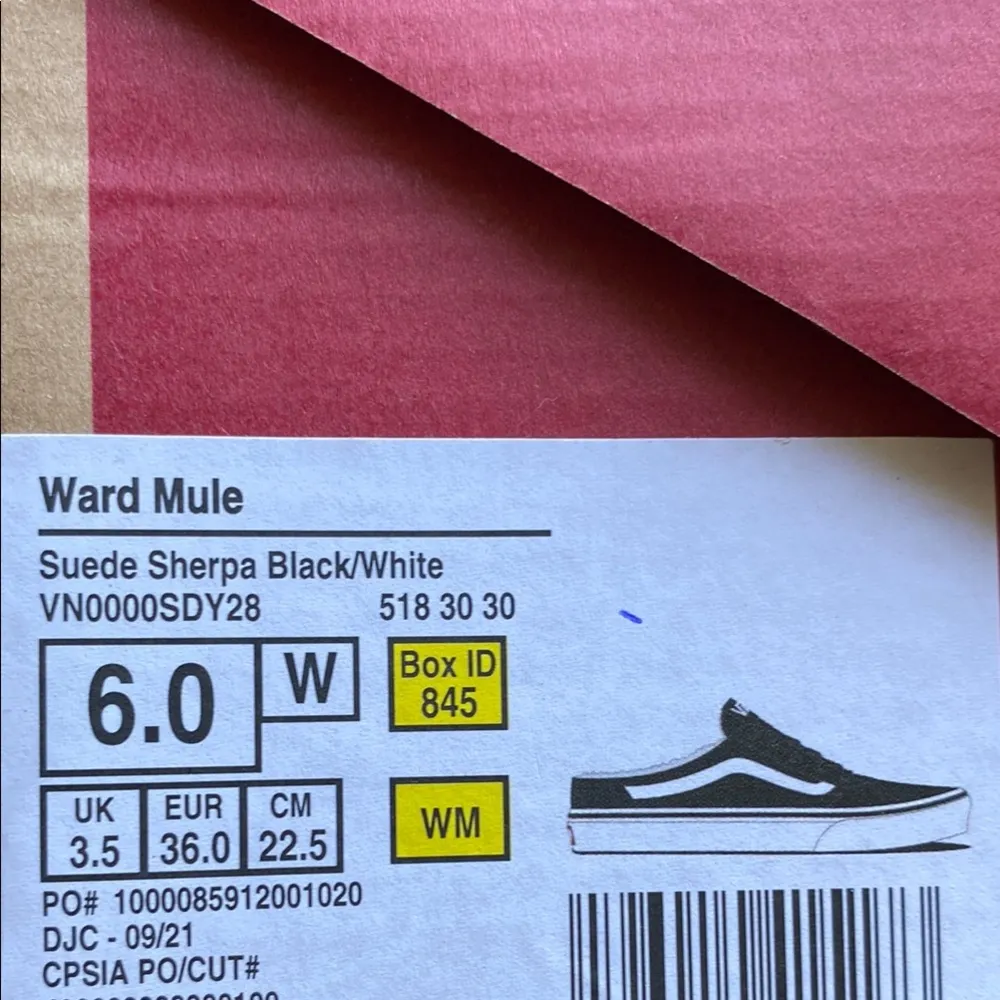 Ward Mule
Suede Sherpa Black/White
VN0000SDY28 518 30 30
6.0 W
Box ID
845
UK EUR CM
3.5 36.0 22.5
WM
PO# 1000085912001020
DJC - 09/21
CPSIA PO/CUT#